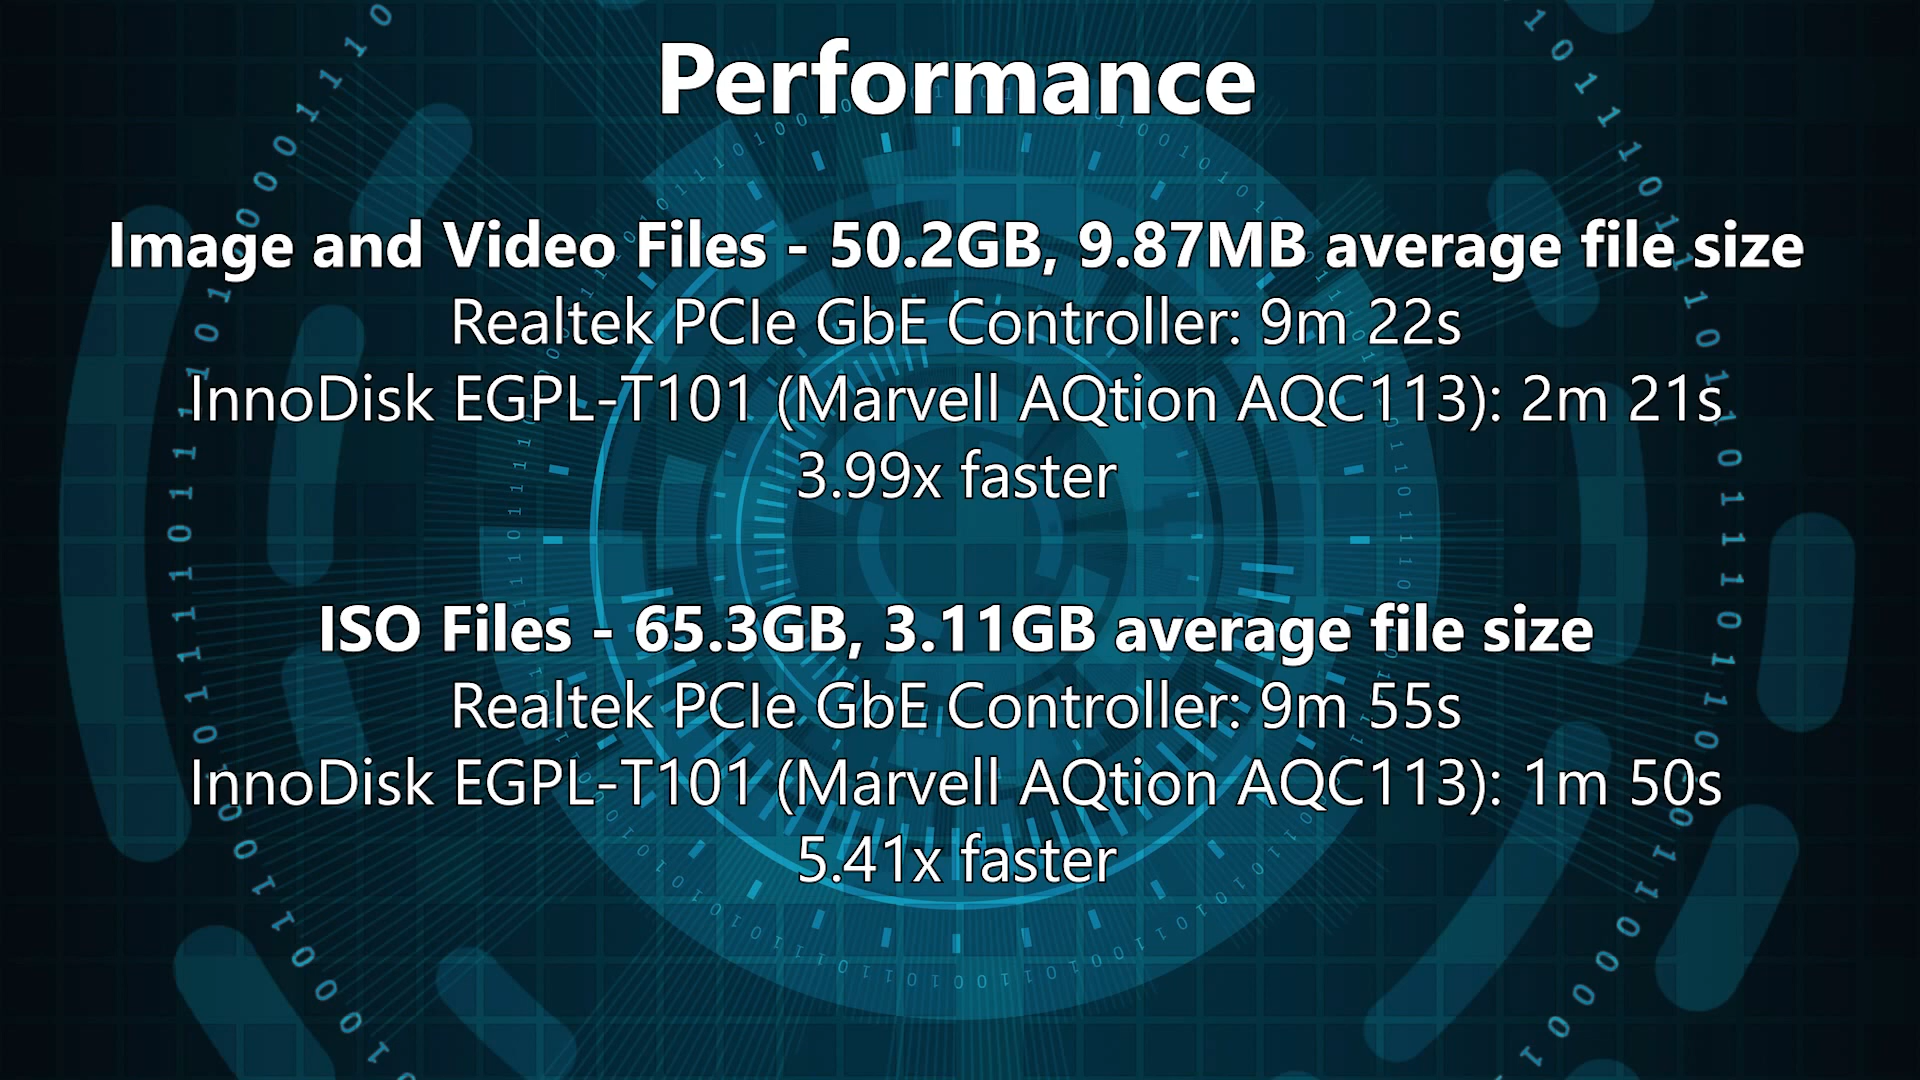 Performance
Image and Video Files - 50.2GB, 9.87MB average file size
Realtek PCIe GbE Controller: 9m 22s
InnoDisk EGPL-T101 (Marvell AQtion AQC113): 2m 21s
3.99x faster
ISO Files - 65.3GB, 3.11GB average file size
Realtek PCIe GbE Controller: 9m 55s
InnoDisk EGPL-T101 (Marvell AQtion AQC113): 1m 50s
5.41x faster